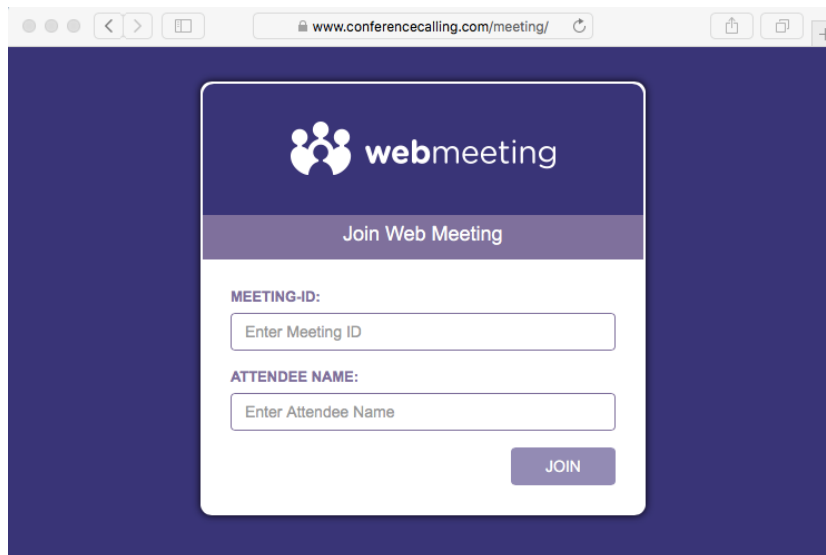 www.conferencecalling.com/meeting/
webmeeting
Join Web Meeting
MEETING-ID:
Enter Meeting ID
ATTENDEE NAME:
Enter Attendee Name
JOIN